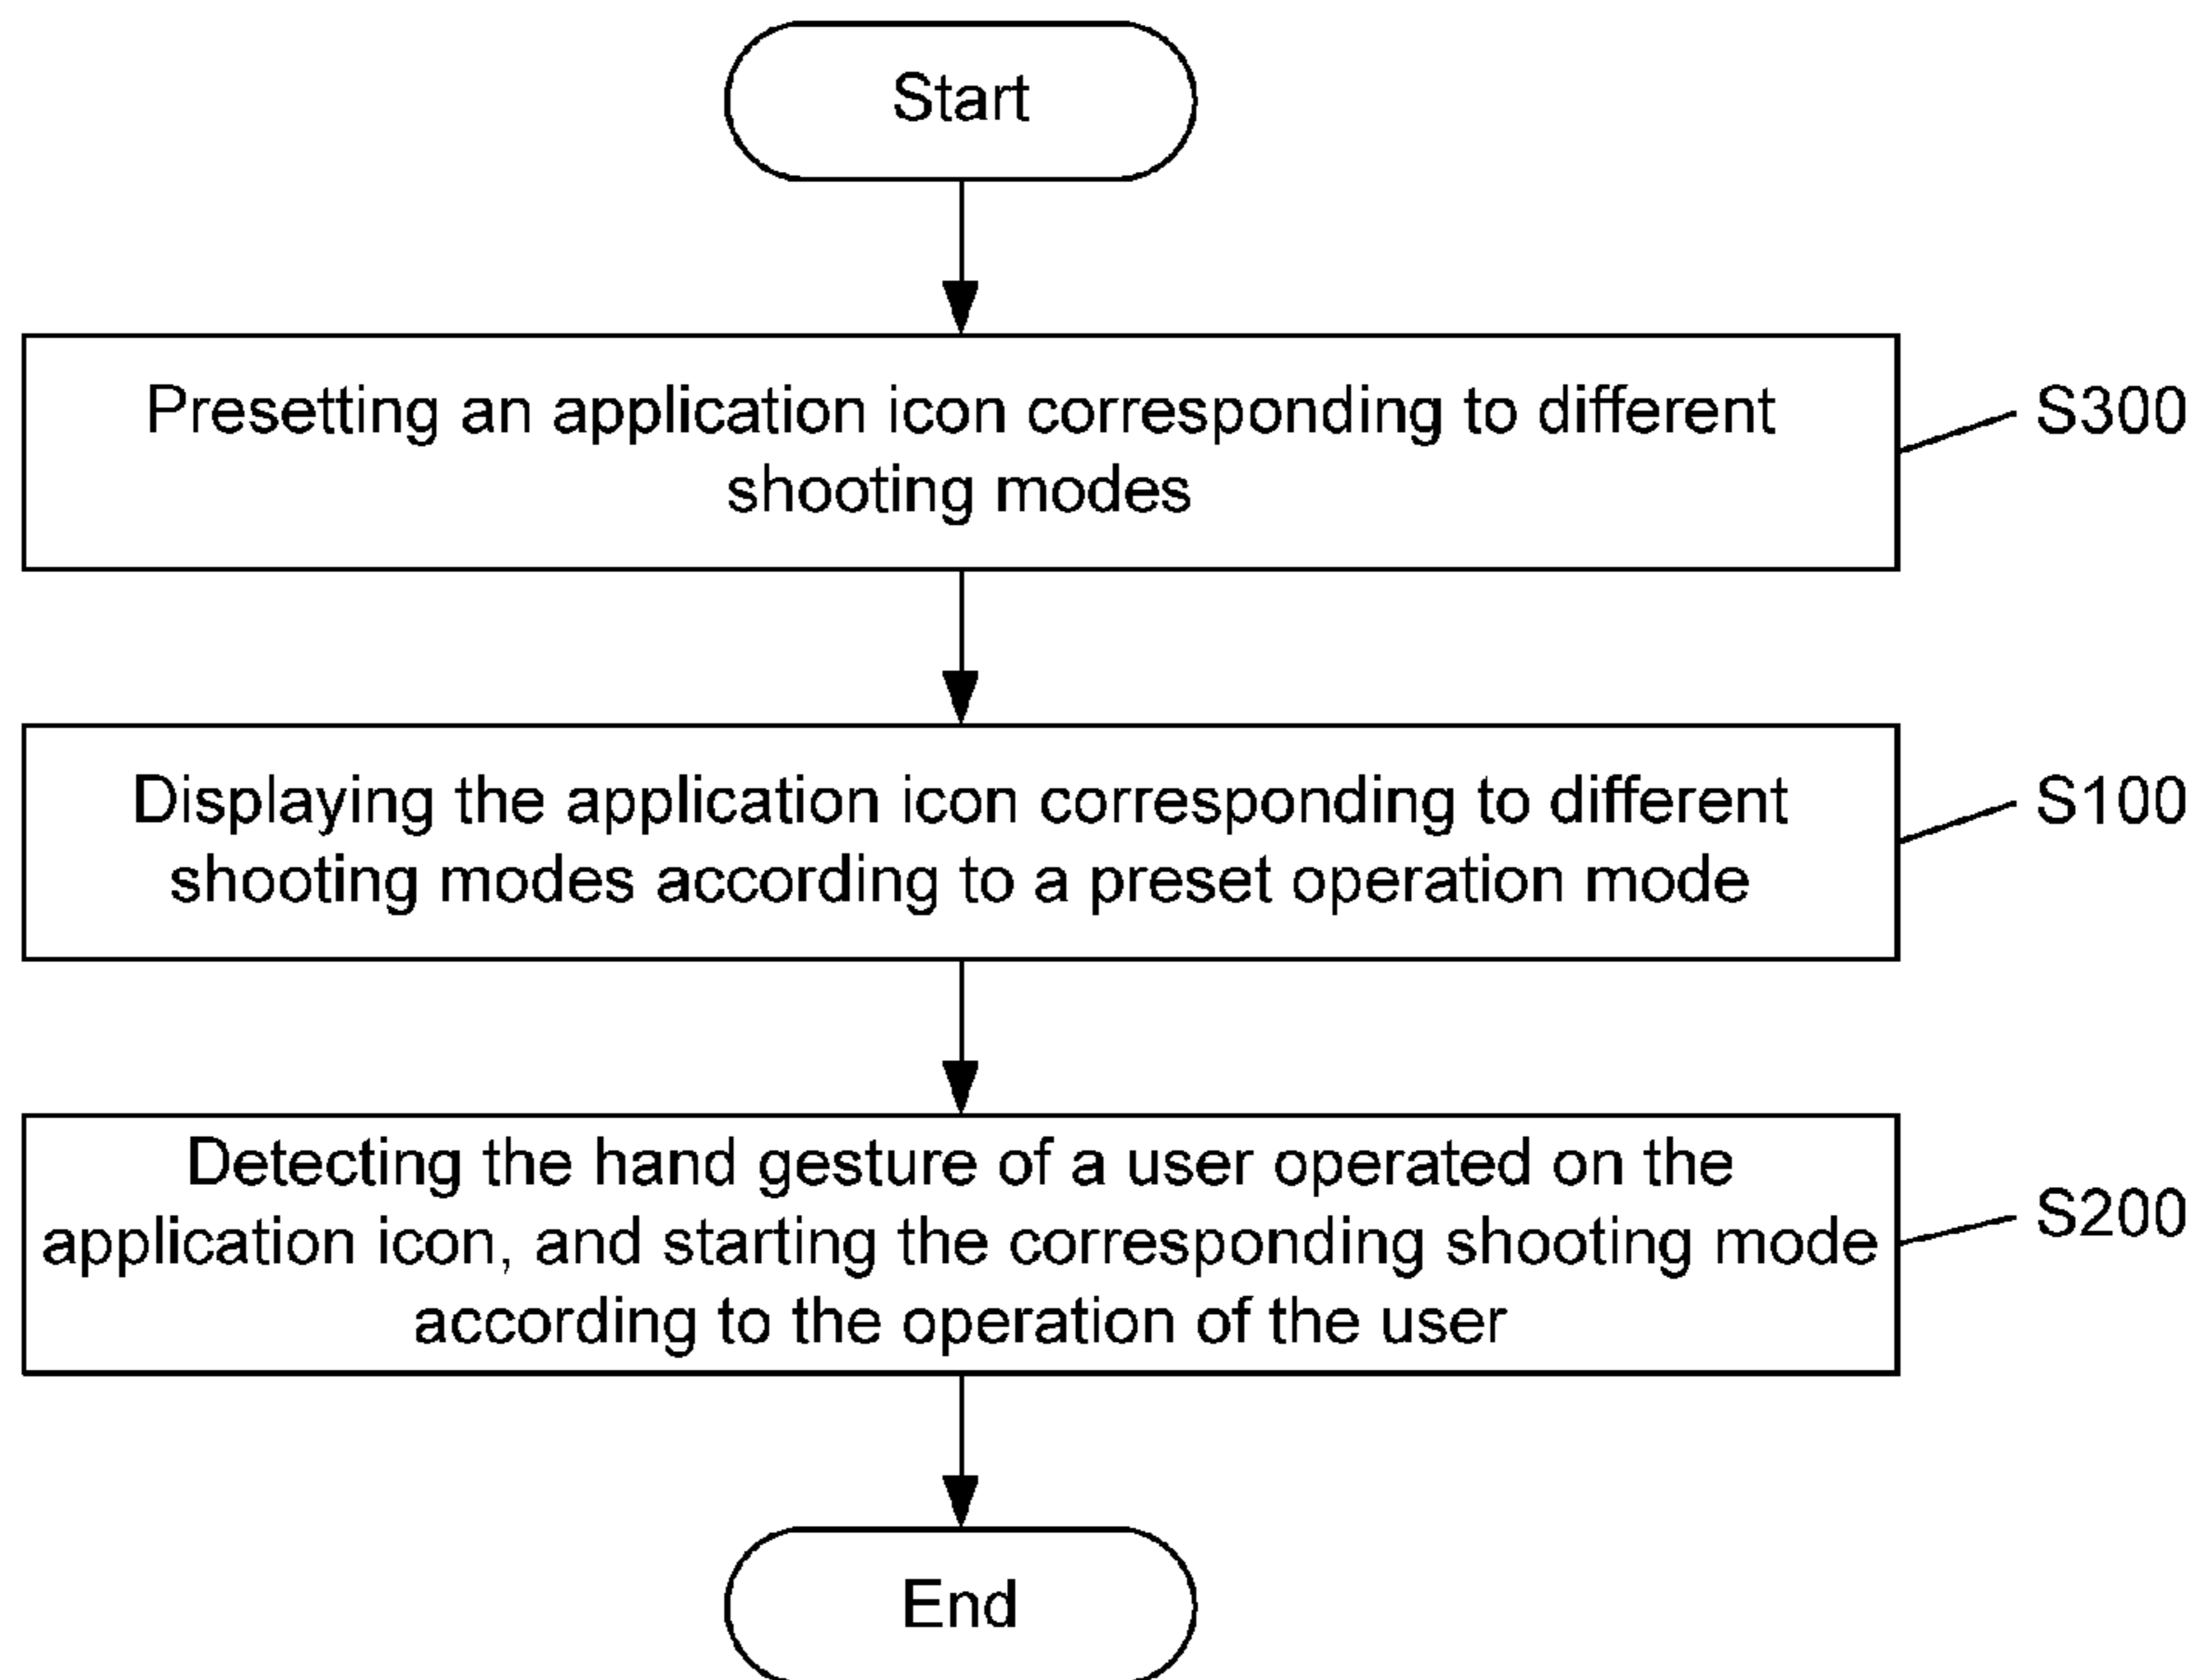 Start
Presetting an application icon corresponding to different
shooting modes
S300
Displaying the application icon corresponding to different
shooting modes according to a preset operation mode
S100
Detecting the hand gesture of a user operated on the
application icon, and starting the corresponding shooting mode
according to the operation of the user
S200
End